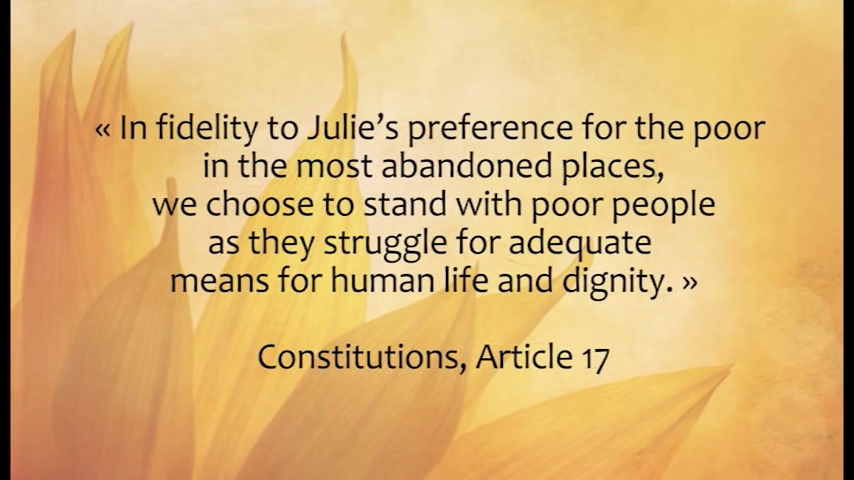 « In fidelity to Julie’s preference for the poor
in the most abandoned places,
we choose to stand with poor people
as they struggle for adequate
means for human life and dignity. »
Constitutions, Article 17